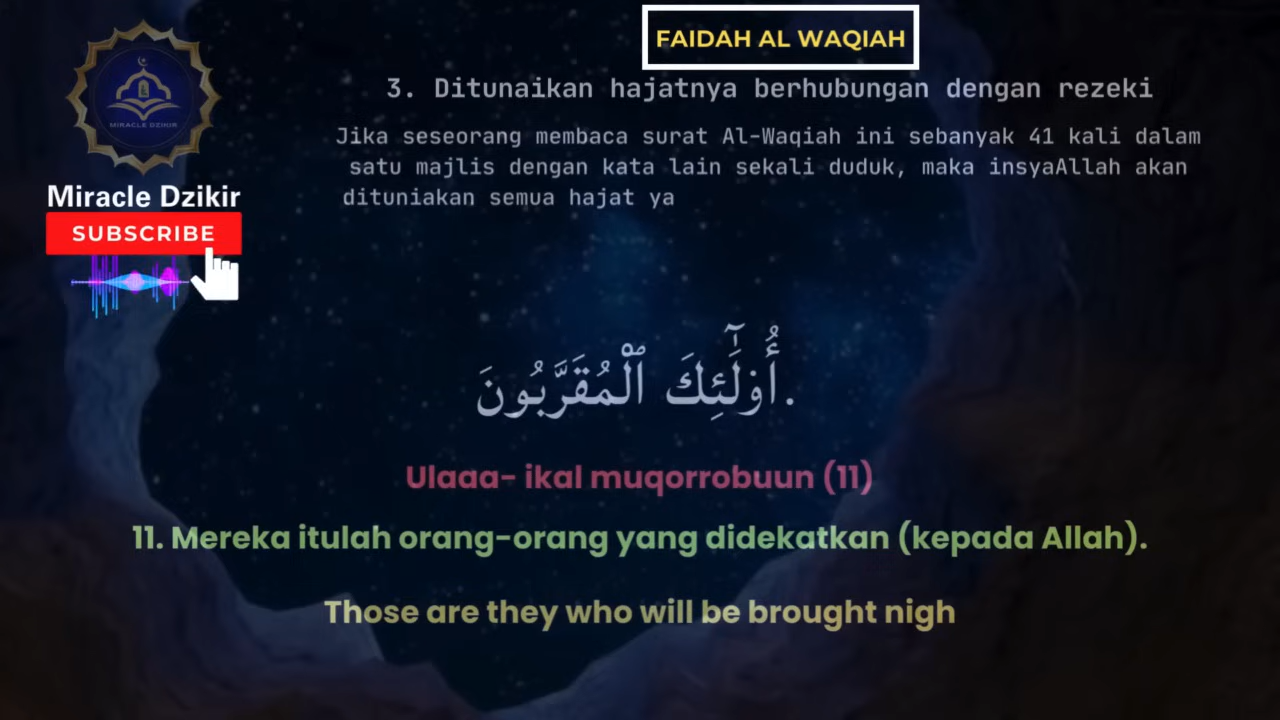 FAIDAH AL WAQIAH
3. Ditunaikan hajatnya berhubungan dengan rezeki
Jika seseorang membaca surat Al-Waqiah ini sebanyak 41 kali dalam
satu majlis dengan kata lain sekali duduk, maka insyaAllah akan
dituniakan semua hajat ya
MIRACLE DZIKIR
Miracle Dzikir
SUBSCRIBE
أُو۟لَٰٓئِكَ ٱلْمُقَرَّبُونَ.
Ulaaa- ikal muqorrobuun (11)
11. Mereka itulah orang-orang yang didekatkan (kepada Allah).
Those are they who will be brought nigh